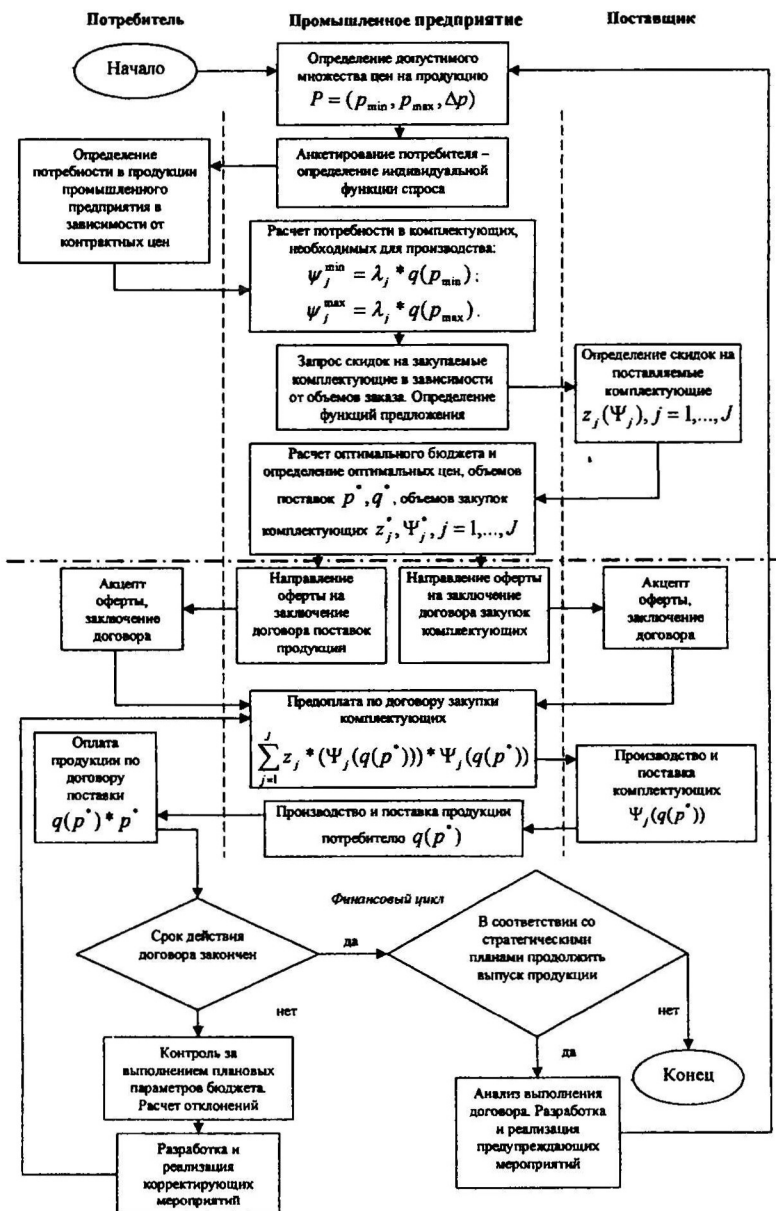 Потребитель
Промышленное предприятие
Поставщик
Начало
Определение допустимого
множества цен на продукцию
P = (p_min, p_max, Δp)
Анкетирование потребителя –
определение индивидуальной
функции спроса
Определение
потребности в продукции
промышленного
предприятия в
зависимости от
контрактных цен
Расчет потребности в комплектующих,
необходимых для производства:
ψ_j^min = λ_j * q(p_min);
ψ_j^max = λ_j * q(p_max).
Запрос скидок на закупаемые
комплектующие в зависимости
от объемов заказа. Определение
функций предложения
Определение скидок на
поставляемые
комплектующие
z_j(Ψ_j), j = 1,..., J
Расчет оптимального бюджета и
определение оптимальных цен, объемов
поставок p*, q*, объемов закупок
комплектующих z_j*, Ψ_j*, j = 1,..., J
Акцепт
оферты,
заключение
договора
Направление
оферты на
заключение
договора поставок
продукции
Направление оферты
на заключение
договора закупок
комплектующих
Акцепт
оферты,
заключение
договора
Предоплата по договору закупки
комплектующих
∑_{j=1}^{J} z_j * (Ψ_j(q(p*))) * Ψ_j(q(p*))
Оплата
продукции по
договору
поставки
q(p*) * p*
Производство и
поставка
комплектующих
Ψ_j(q(p*))
Производство и поставка продукции
потребителю q(p*)
Финансовый цикл
Срок действия
договора закончен
да
В соответствии со
стратегическими
планами продолжить
выпуск продукции
нет
нет
да
Контроль за
выполнением плановых
параметров бюджета.
Расчет отклонений
Анализ выполнения
договора. Разработка
и реализация
предупреждающих
мероприятий
Конец
Разработка и
реализация
корректирующих
мероприятий